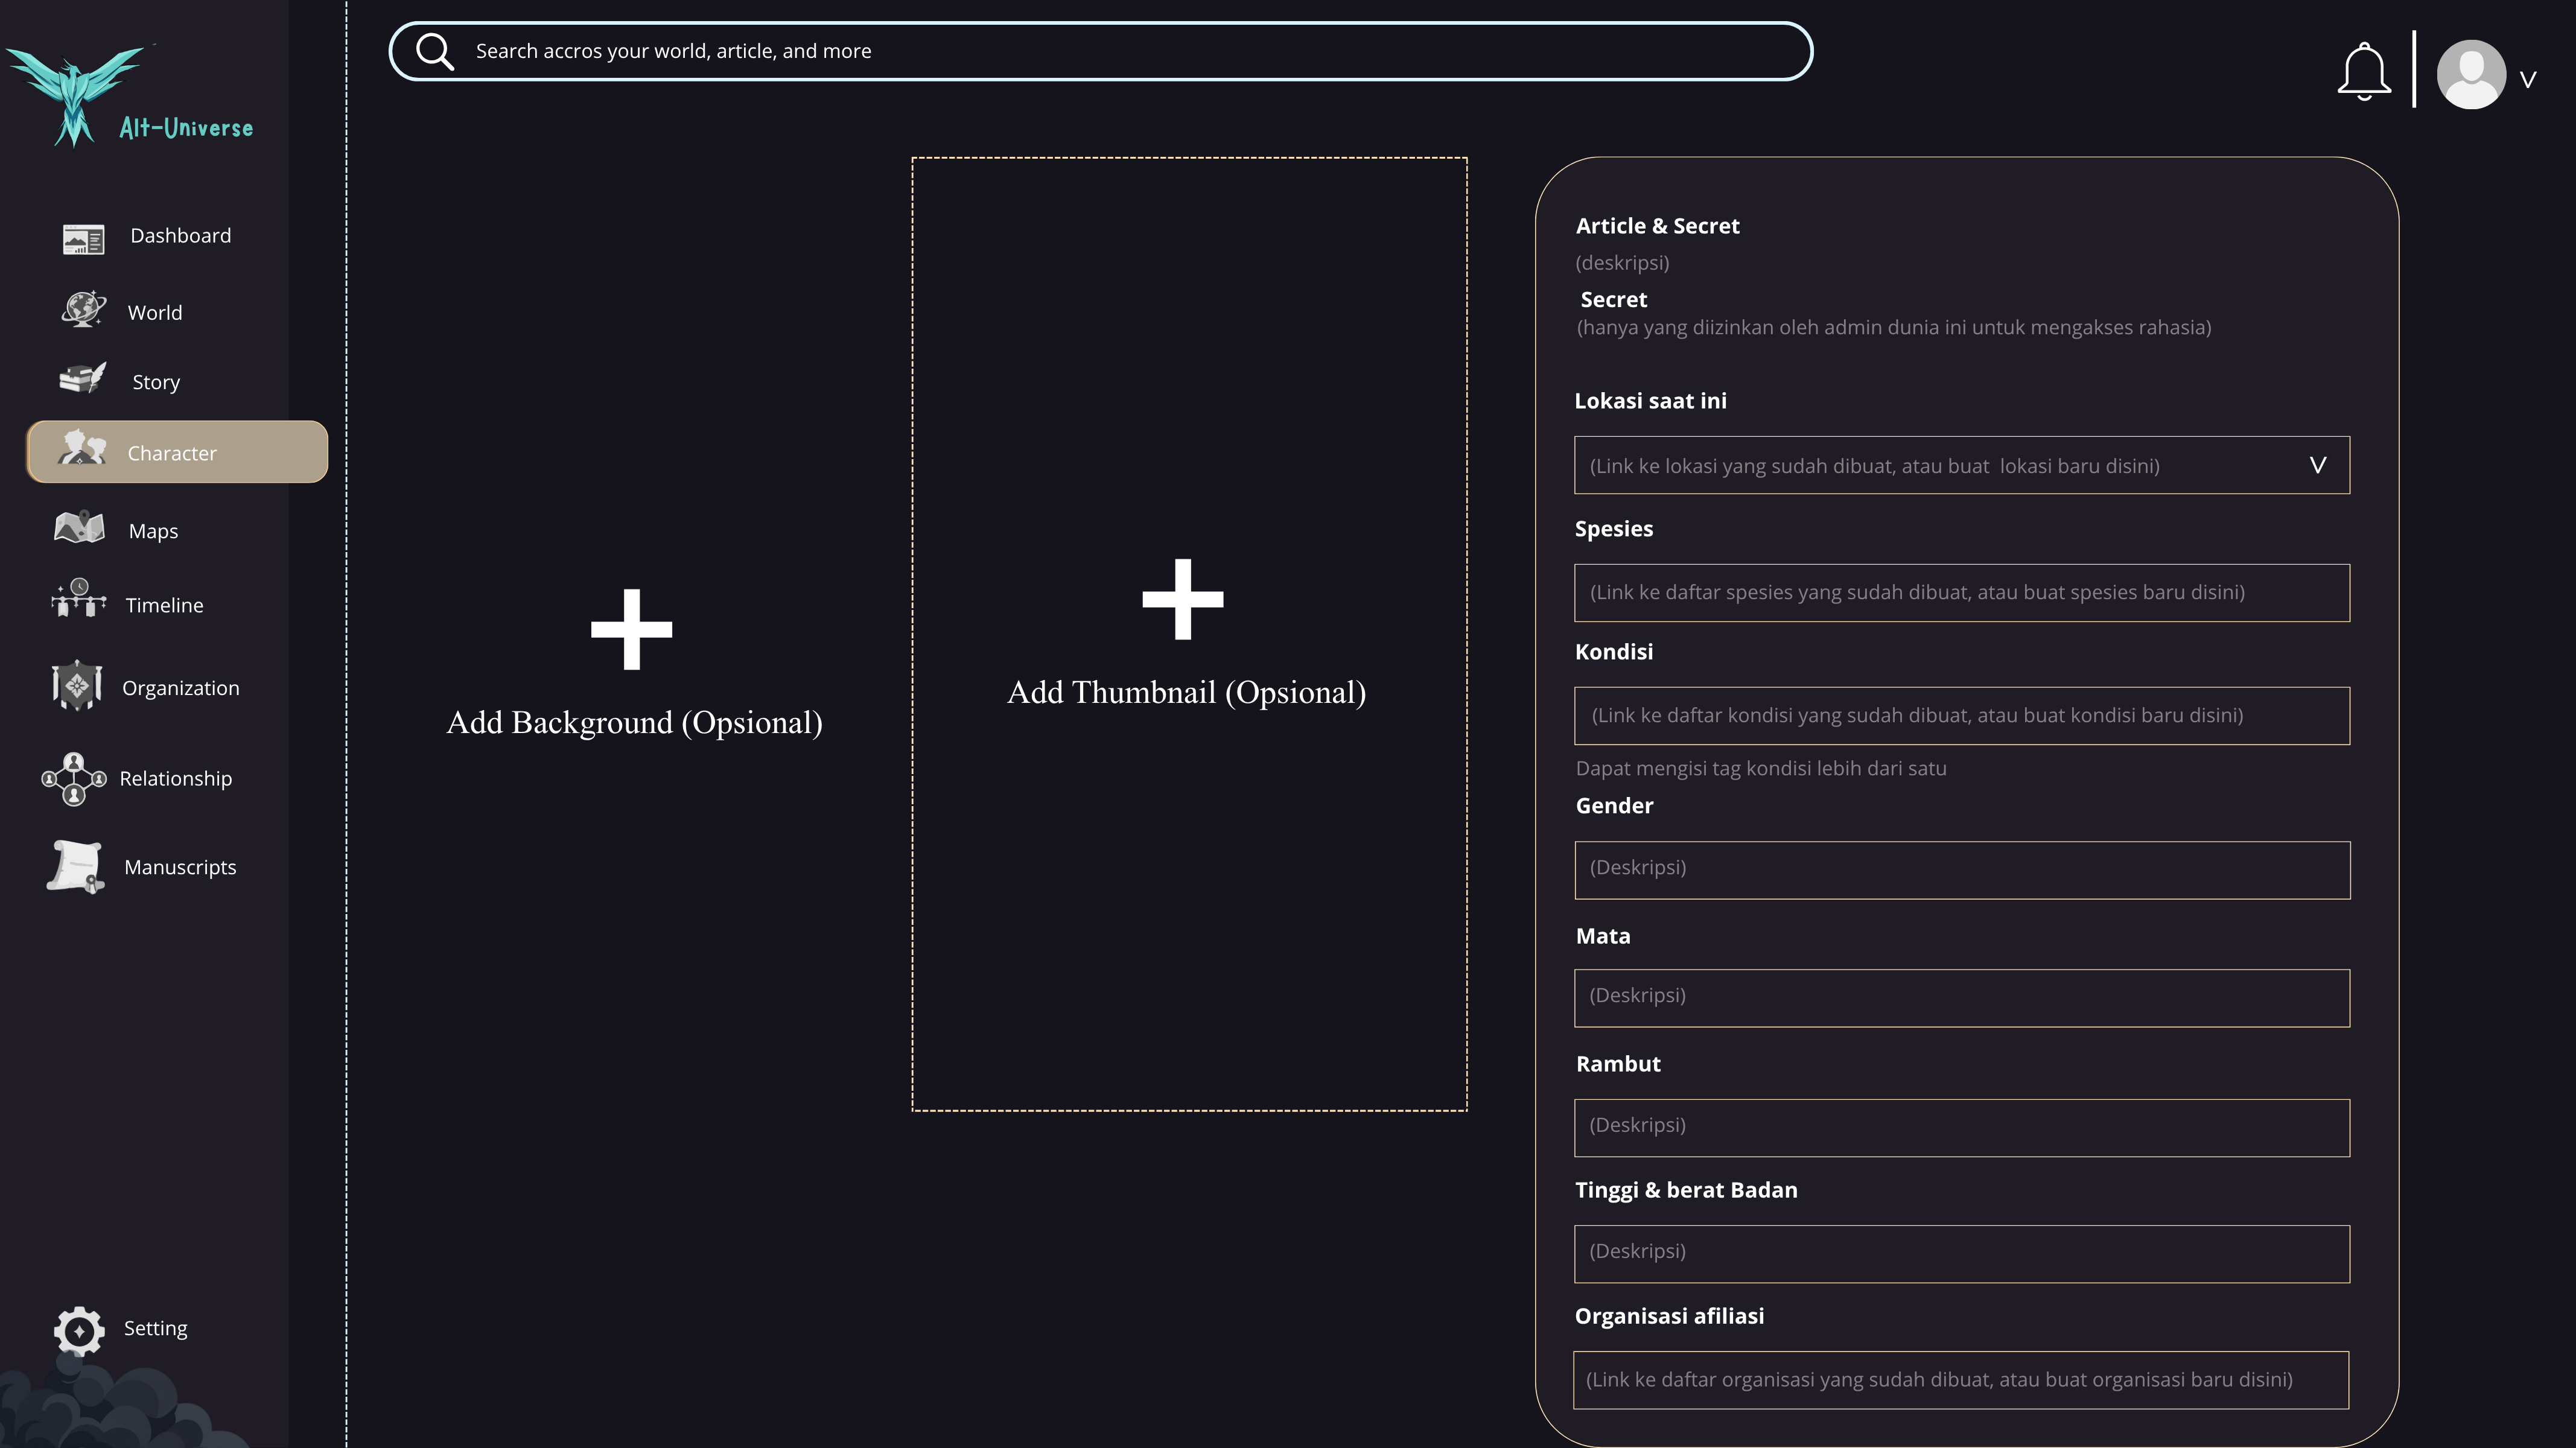 Search accros your world, article, and more
V
Alt-Universe
Dashboard
World
Story
Character
Maps
Timeline
Organization
Relationship
Manuscripts
Setting
Add Background (Opsional)
Add Thumbnail (Opsional)
Article & Secret
(deskripsi)
Secret
(hanya yang diizinkan oleh admin dunia ini untuk mengakses rahasia)
Lokasi saat ini
(Link ke lokasi yang sudah dibuat, atau buat lokasi baru disini) V
Spesies
(Link ke daftar spesies yang sudah dibuat, atau buat spesies baru disini)
Kondisi
(Link ke daftar kondisi yang sudah dibuat, atau buat kondisi baru disini)
Dapat mengisi tag kondisi lebih dari satu
Gender
(Deskripsi)
Mata
(Deskripsi)
Rambut
(Deskripsi)
Tinggi & berat Badan
(Deskripsi)
Organisasi afiliasi
(Link ke daftar organisasi yang sudah dibuat, atau buat organisasi baru disini)